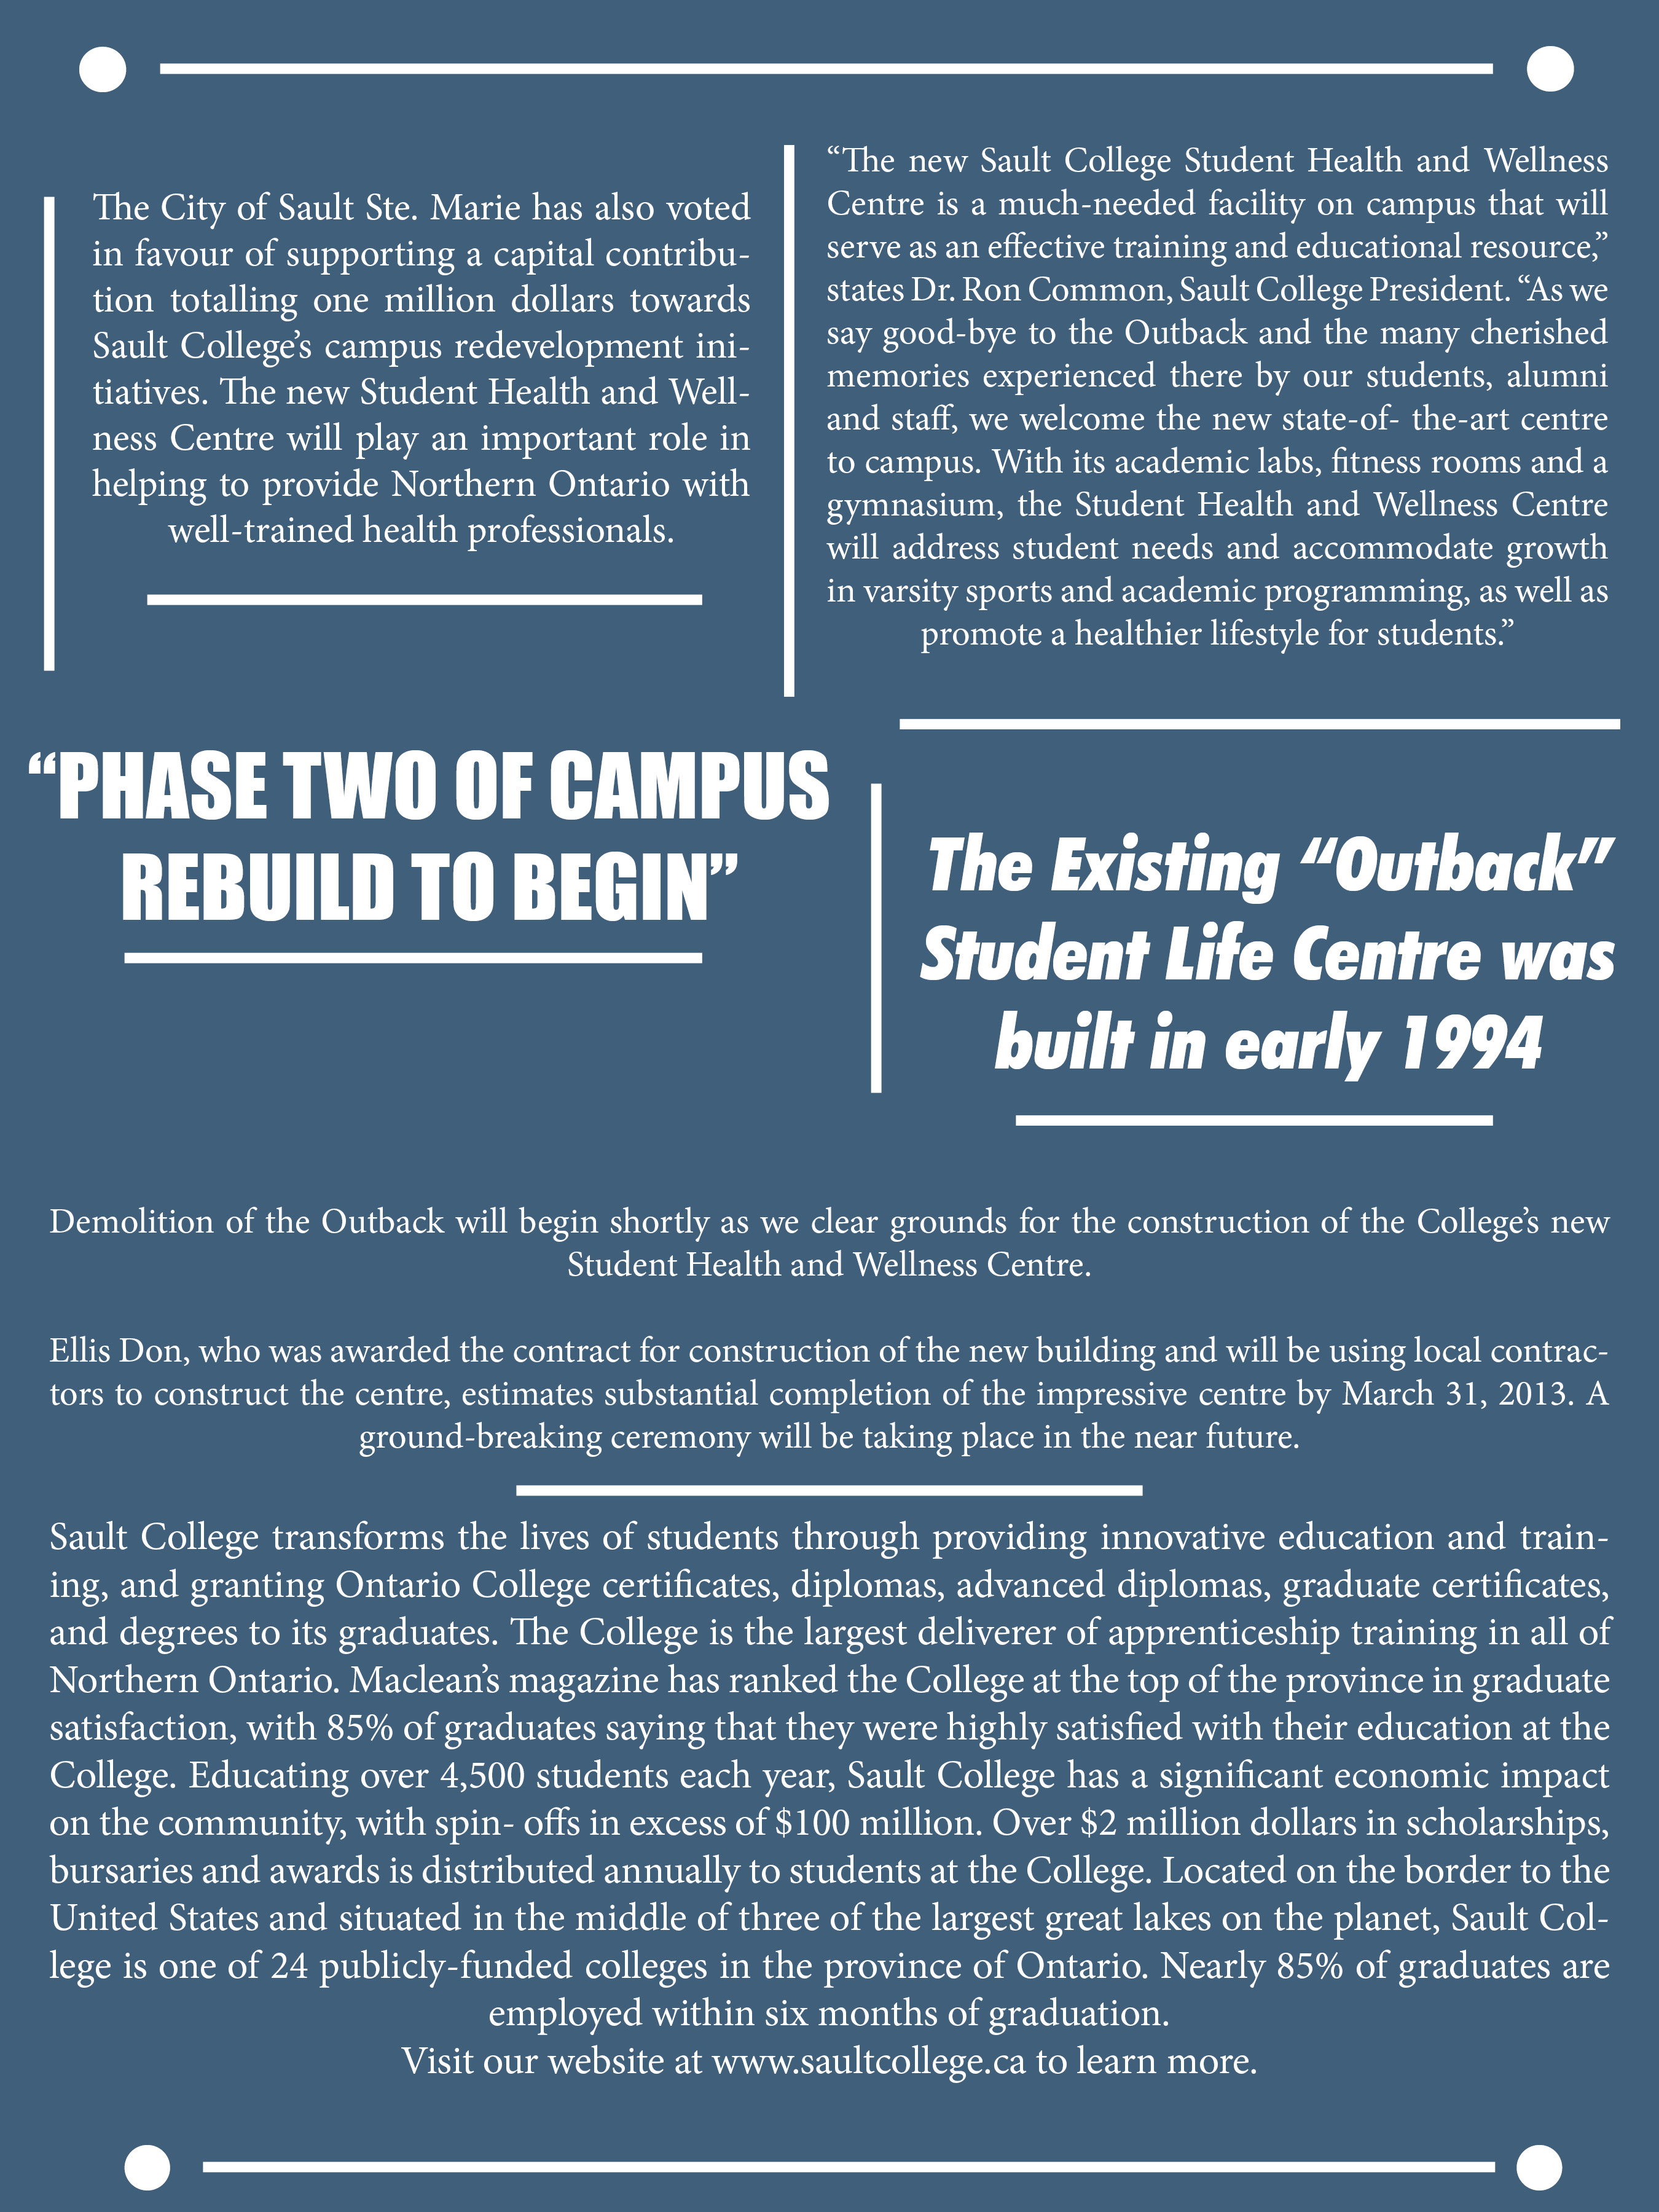 The City of Sault Ste. Marie has also voted
in favour of supporting a capital contribu-
tion totalling one million dollars towards
Sault College’s campus redevelopment ini-
tiatives. The new Student Health and Well-
ness Centre will play an important role in
helping to provide Northern Ontario with
well-trained health professionals.
“The new Sault College Student Health and Wellness
Centre is a much-needed facility on campus that will
serve as an effective training and educational resource,”
states Dr. Ron Common, Sault College President. “As we
say good-bye to the Outback and the many cherished
memories experienced there by our students, alumni
and staff, we welcome the new state-of- the-art centre
to campus. With its academic labs, fitness rooms and a
gymnasium, the Student Health and Wellness Centre
will address student needs and accommodate growth
in varsity sports and academic programming, as well as
promote a healthier lifestyle for students.”
“PHASE TWO OF CAMPUS
REBUILD TO BEGIN”
The Existing “Outback”
Student Life Centre was
built in early 1994
Demolition of the Outback will begin shortly as we clear grounds for the construction of the College’s new
Student Health and Wellness Centre.
Ellis Don, who was awarded the contract for construction of the new building and will be using local contrac-
tors to construct the centre, estimates substantial completion of the impressive centre by March 31, 2013. A
ground-breaking ceremony will be taking place in the near future.
Sault College transforms the lives of students through providing innovative education and train-
ing, and granting Ontario College certificates, diplomas, advanced diplomas, graduate certificates,
and degrees to its graduates. The College is the largest deliverer of apprenticeship training in all of
Northern Ontario. Maclean’s magazine has ranked the College at the top of the province in graduate
satisfaction, with 85% of graduates saying that they were highly satisfied with their education at the
College. Educating over 4,500 students each year, Sault College has a significant economic impact
on the community, with spin- offs in excess of $100 million. Over $2 million dollars in scholarships,
bursaries and awards is distributed annually to students at the College. Located on the border to the
United States and situated in the middle of three of the largest great lakes on the planet, Sault Col-
lege is one of 24 publicly-funded colleges in the province of Ontario. Nearly 85% of graduates are
employed within six months of graduation.
Visit our website at www.saultcollege.ca to learn more.